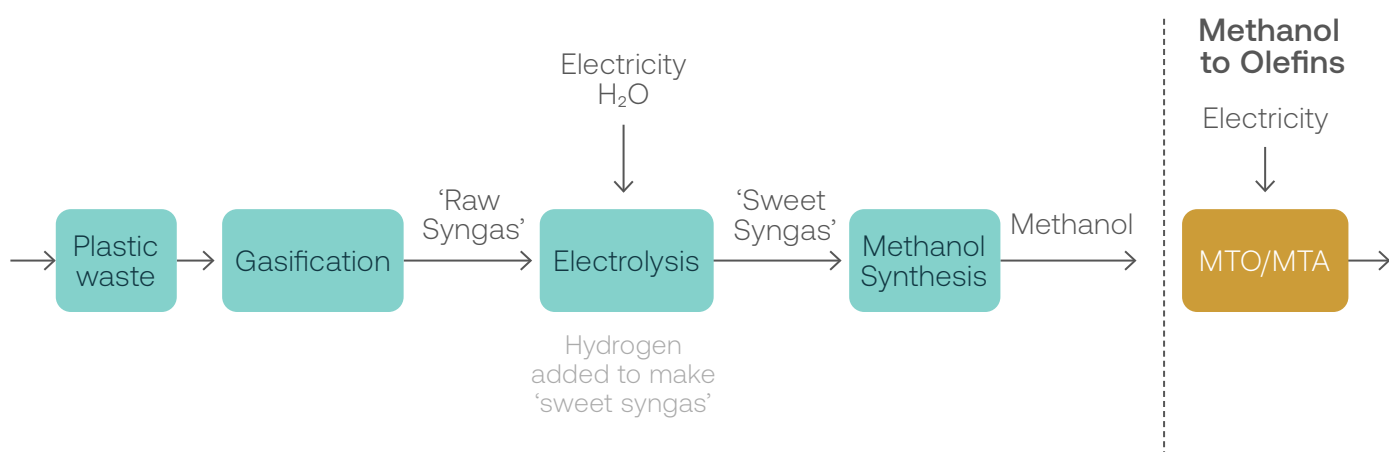 Methanol
to Olefins
Electricity
H₂O
Electricity
‘Raw
Syngas’
‘Sweet
Syngas’
Methanol
Plastic
waste
Gasification
Electrolysis
Methanol
Synthesis
MTO/MTA
Hydrogen
added to make
‘sweet syngas’